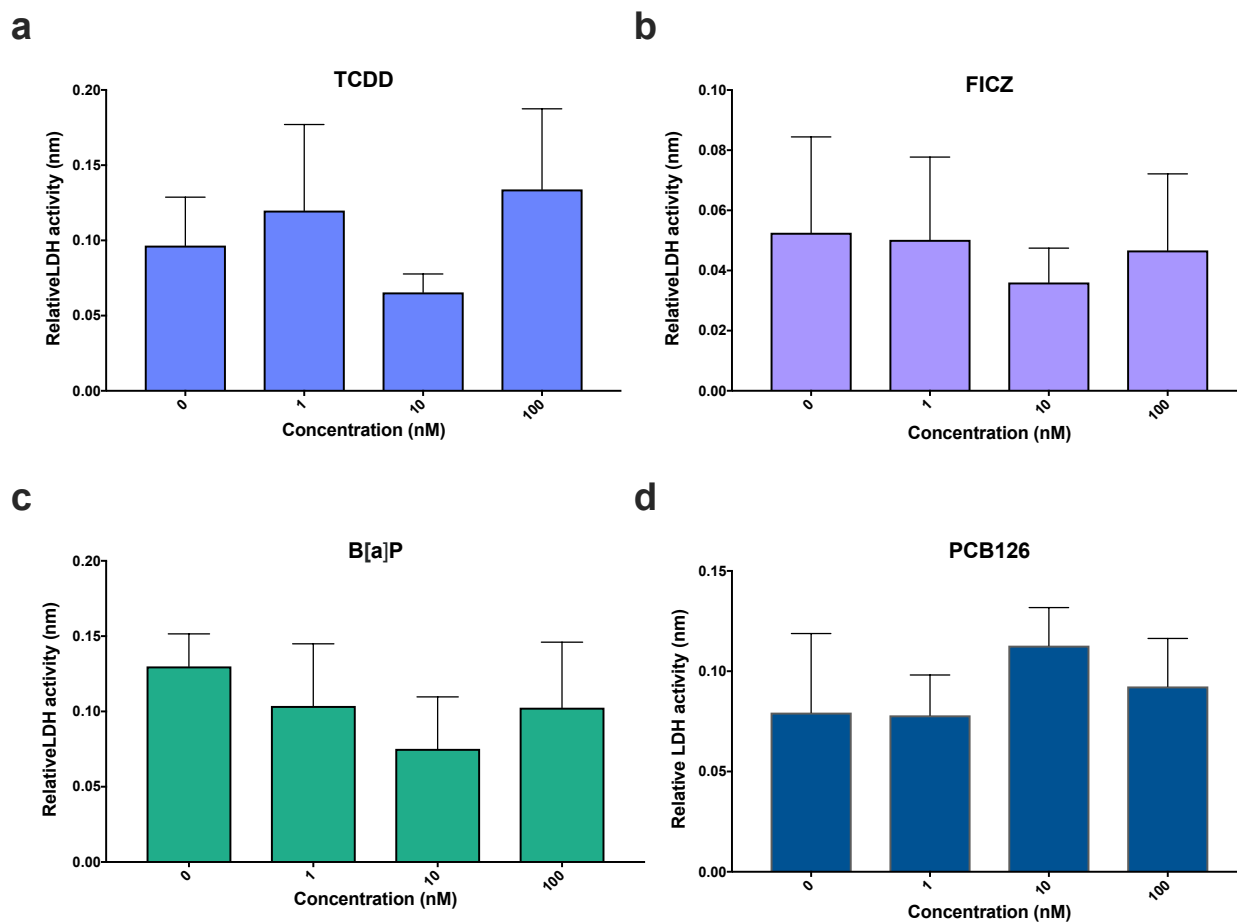 a
TCDD
RelativeLDH activity (nm)
0.20
0.15
0.10
0.05
0.00
0
1
10
100
Concentration (nM)
b
FICZ
RelativeLDH activity (nm)
0.10
0.08
0.06
0.04
0.02
0.00
0
1
10
100
Concentration (nM)
c
B[a]P
RelativeLDH activity (nm)
0.20
0.15
0.10
0.05
0.00
0
1
10
100
Concentration (nM)
d
PCB126
Relative LDH activity (nm)
0.15
0.10
0.05
0.00
0
1
10
100
Concentration (nM)